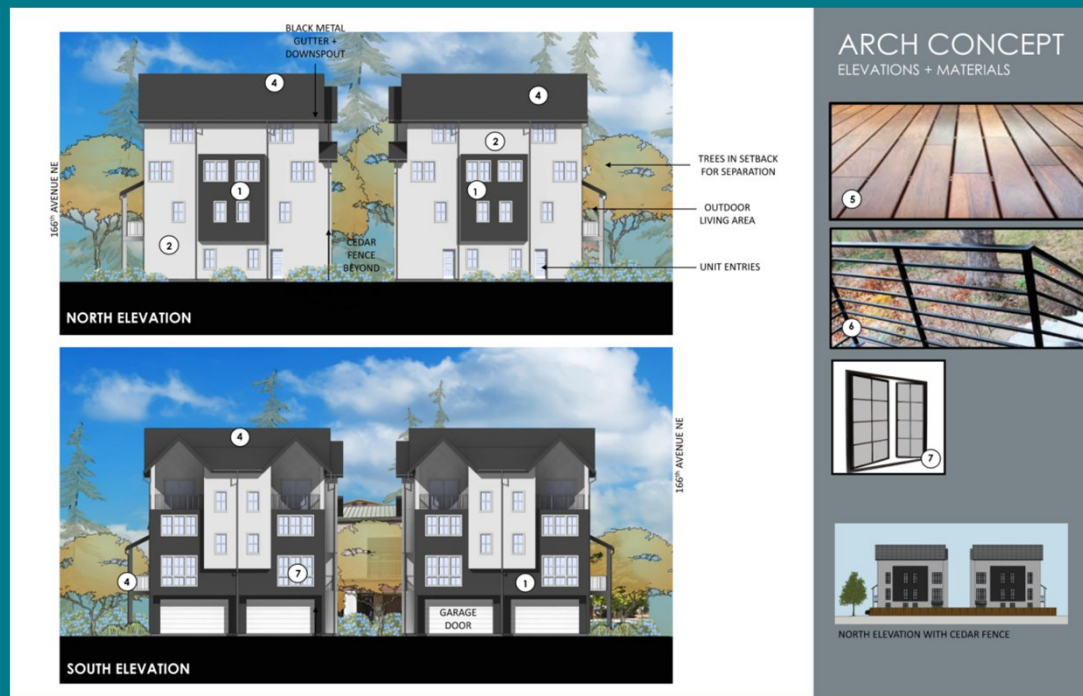 ARCH CONCEPT
ELEVATIONS + MATERIALS
BLACK METAL
GUTTER +
DOWNSPOUT
4
4
2
1
1
2
166th AVENUE NE
CEDAR
FENCE
BEYOND
TREES IN SETBACK
FOR SEPARATION
OUTDOOR
LIVING AREA
UNIT ENTRIES
NORTH ELEVATION
4
7
4
1
GARAGE
DOOR
166th AVENUE NE
SOUTH ELEVATION
5
6
7
NORTH ELEVATION WITH CEDAR FENCE